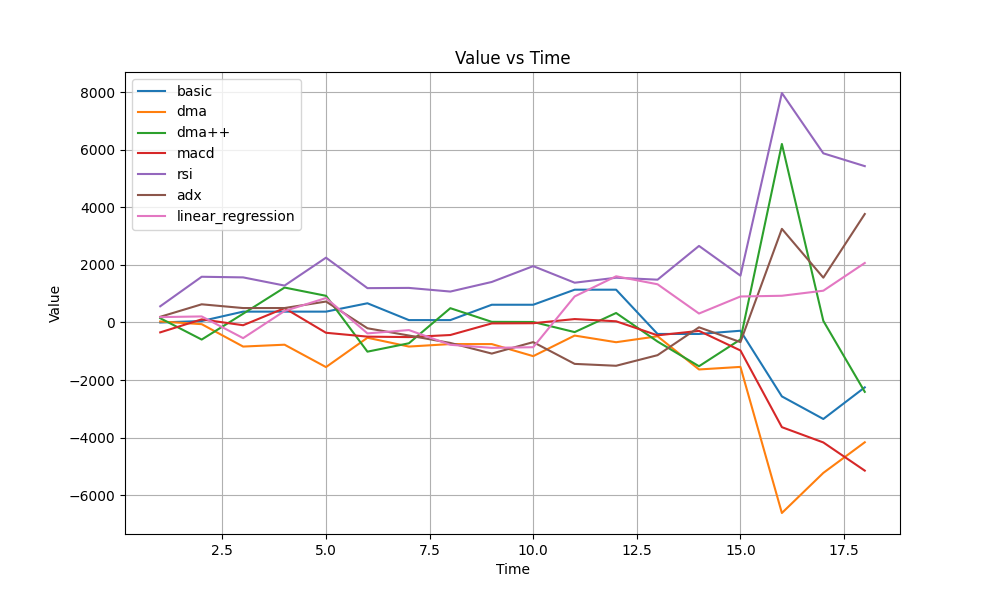 Value vs Time
basic
dma
dma++
macd
rsi
adx
linear_regression
Value
8000
6000
4000
2000
0
−2000
−4000
−6000
2.5
5.0
7.5
10.0
12.5
15.0
17.5
Time